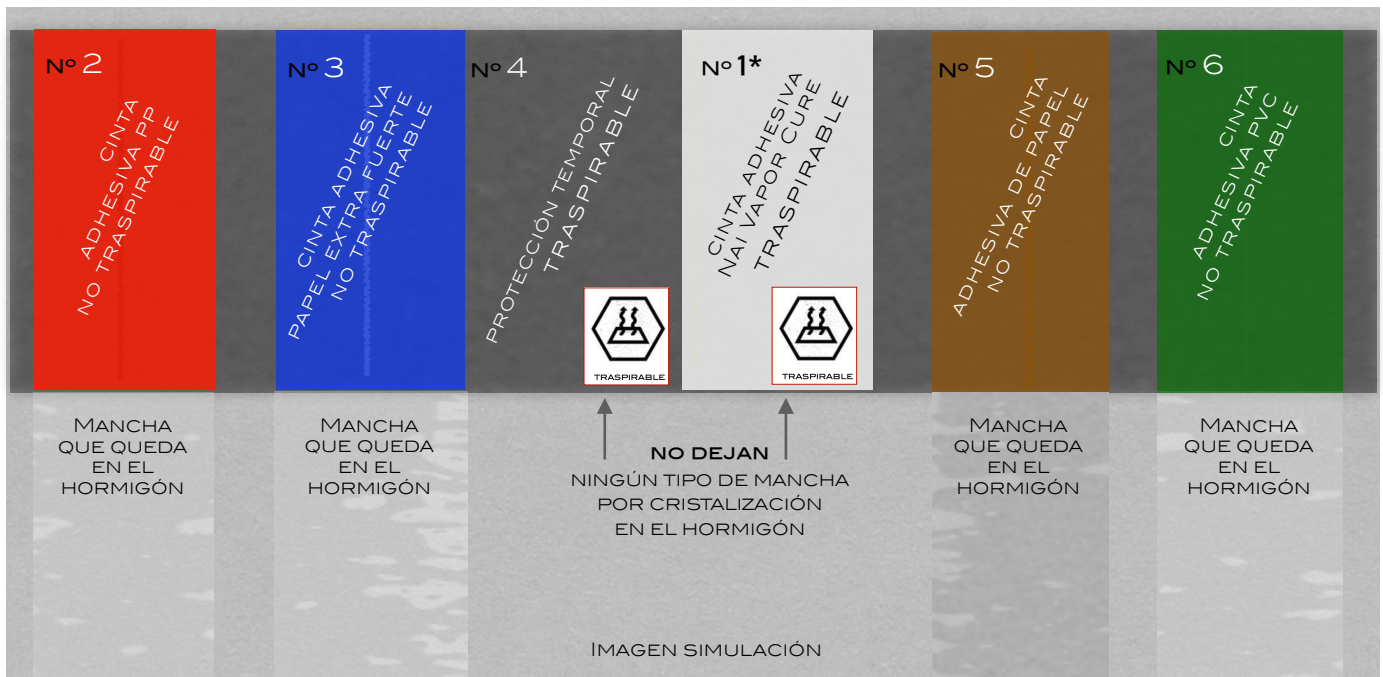 Nº 2
CINTA
ADHESIVA PP
NO TRASPIRABLE
Nº 3
CINTA ADHESIVA
PAPEL EXTRA FUERTE
NO TRASPIRABLE
Nº 4
PROTECCIÓN TEMPORAL
TRASPIRABLE
TRASPIRABLE
Nº 1*
CINTA ADHESIVA
NAI VAPOR CURE
TRASPIRABLE
TRASPIRABLE
Nº 5
CINTA
ADHESIVA DE PAPEL
NO TRASPIRABLE
Nº 6
CINTA
ADHESIVA PVC
NO TRASPIRABLE
MANCHA
QUE QUEDA
EN EL
HORMIGÓN
MANCHA
QUE QUEDA
EN EL
HORMIGÓN
NO DEJAN
NINGÚN TIPO DE MANCHA
POR CRISTALIZACIÓN
EN EL HORMIGÓN
MANCHA
QUE QUEDA
EN EL
HORMIGÓN
MANCHA
QUE QUEDA
EN EL
HORMIGÓN
IMAGEN SIMULACIÓN